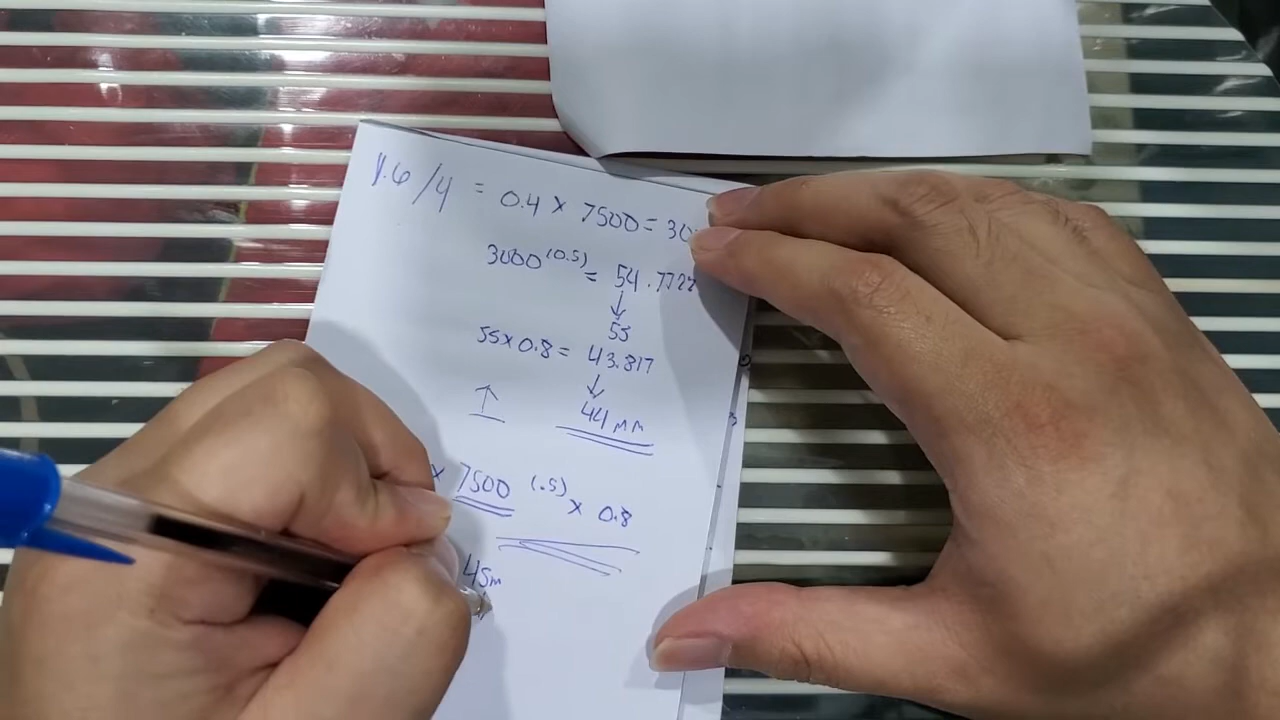 1.6/4 = 0.4 x 7500 = 30
3000^(0.5) = 54.7722
↓
55
55 x 0.8 = 43.817
↑ ↓
44 mm
x 7500 ^(.5) x 0.8
45m